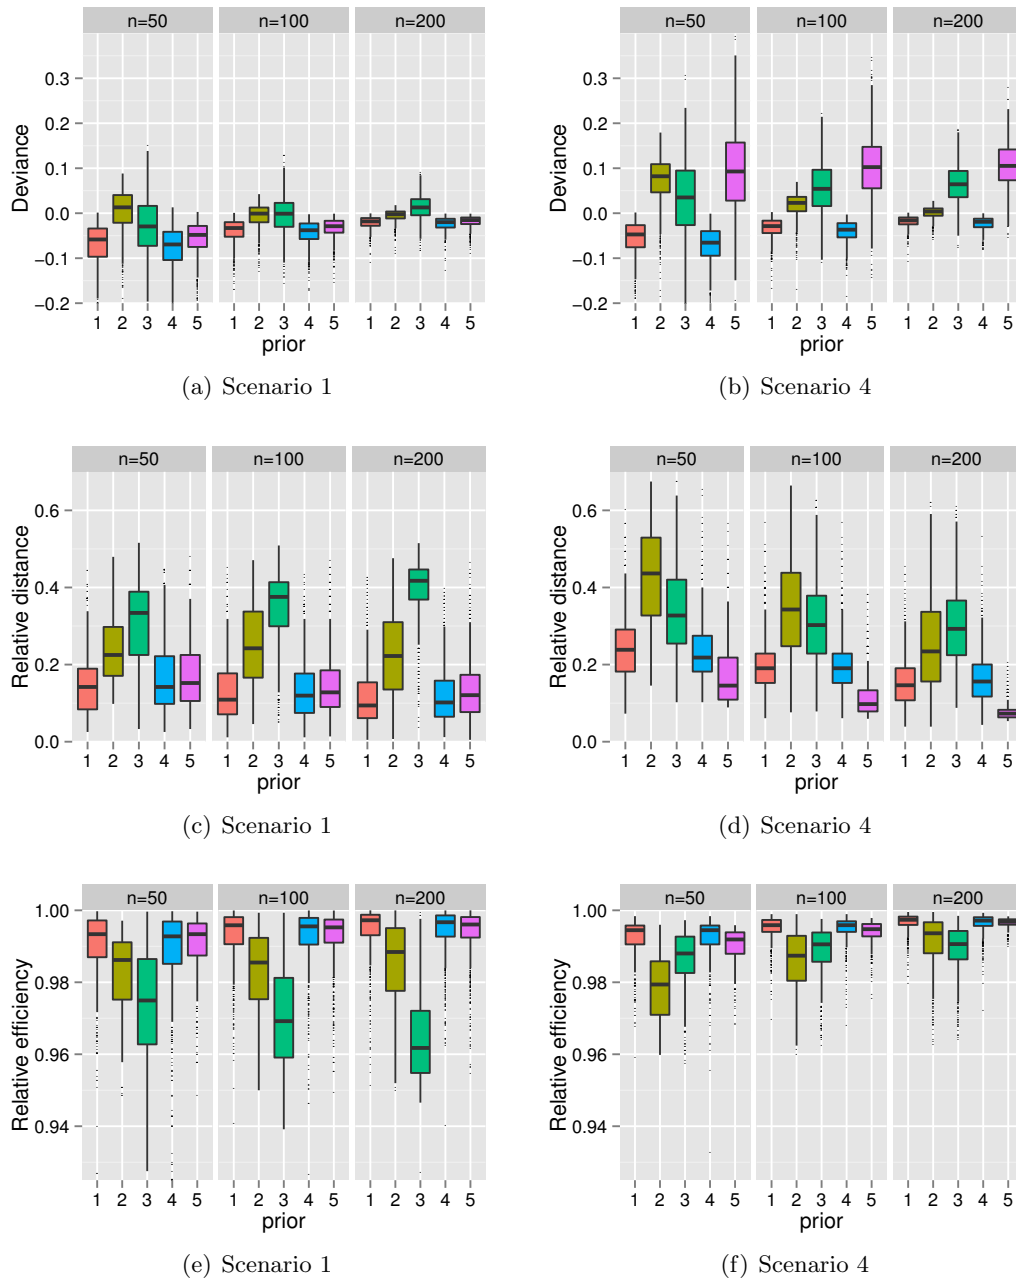 n=50 n=100 n=200
Deviance
0.3
0.2
0.1
0.0
−0.1
−0.2
1 2 3 4 5 1 2 3 4 5 1 2 3 4 5
prior
(a) Scenario 1
n=50 n=100 n=200
Deviance
0.3
0.2
0.1
0.0
−0.1
−0.2
1 2 3 4 5 1 2 3 4 5 1 2 3 4 5
prior
(b) Scenario 4
n=50 n=100 n=200
Relative distance
0.6
0.4
0.2
0.0
1 2 3 4 5 1 2 3 4 5 1 2 3 4 5
prior
(c) Scenario 1
n=50 n=100 n=200
Relative distance
0.6
0.4
0.2
0.0
1 2 3 4 5 1 2 3 4 5 1 2 3 4 5
prior
(d) Scenario 4
n=50 n=100 n=200
Relative efficiency
1.00
0.98
0.96
0.94
1 2 3 4 5 1 2 3 4 5 1 2 3 4 5
prior
(e) Scenario 1
n=50 n=100 n=200
Relative efficiency
1.00
0.98
0.96
0.94
1 2 3 4 5 1 2 3 4 5 1 2 3 4 5
prior
(f) Scenario 4